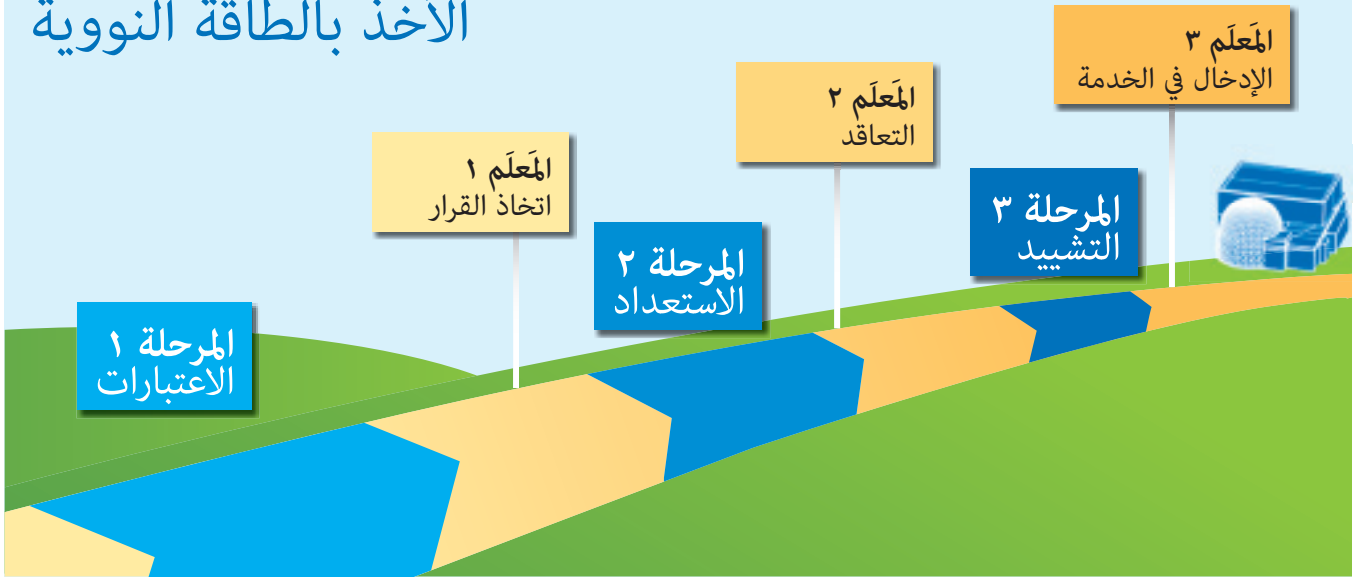 الأخذ بالطاقة النووية
المرحلة ١
الاعتبارات
المَعلَم ١
اتخاذ القرار
المرحلة ٢
الاستعداد
المَعلَم ٢
التعاقد
المرحلة ٣
التشييد
المَعلَم ٣
الإدخال في الخدمة